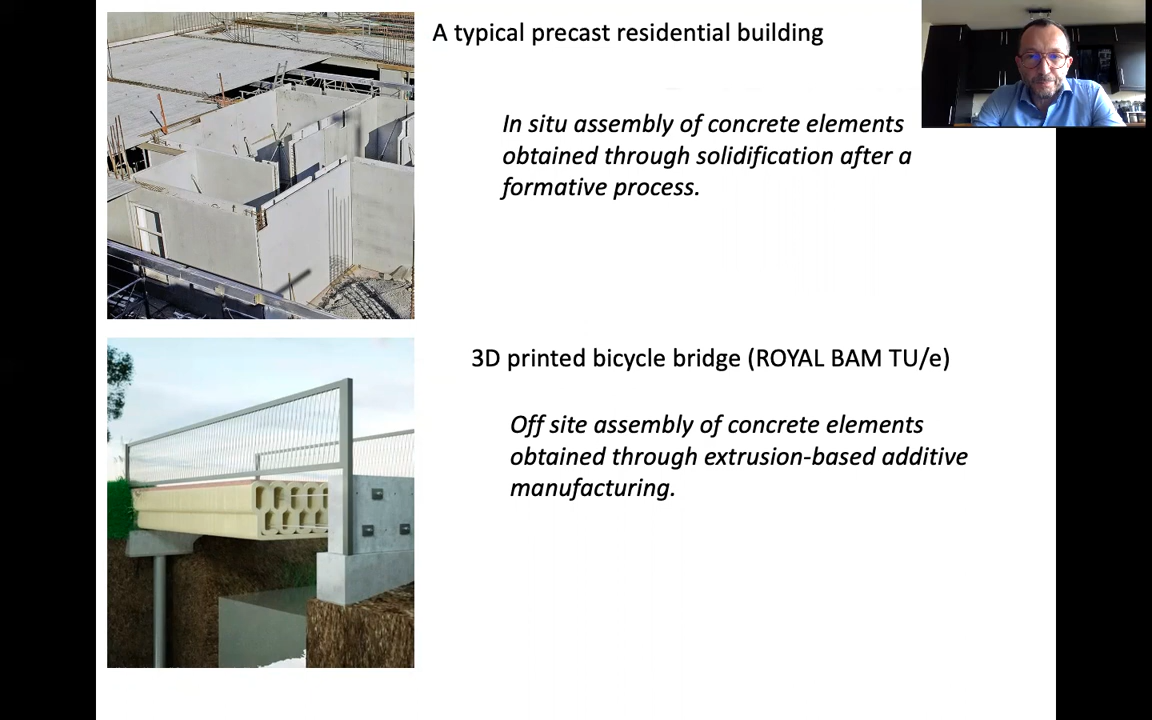 A typical precast residential building
In situ assembly of concrete elements
obtained through solidification after a
formative process.
3D printed bicycle bridge (ROYAL BAM TU/e)
Off site assembly of concrete elements
obtained through extrusion-based additive
manufacturing.